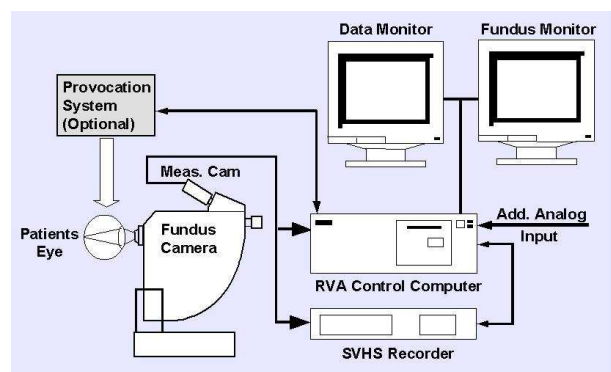 Data Monitor
Fundus Monitor
Provocation
System
(Optional)
Meas. Cam
Patients
Eye
Fundus
Camera
Add. Analog
Input
RVA Control Computer
SVHS Recorder